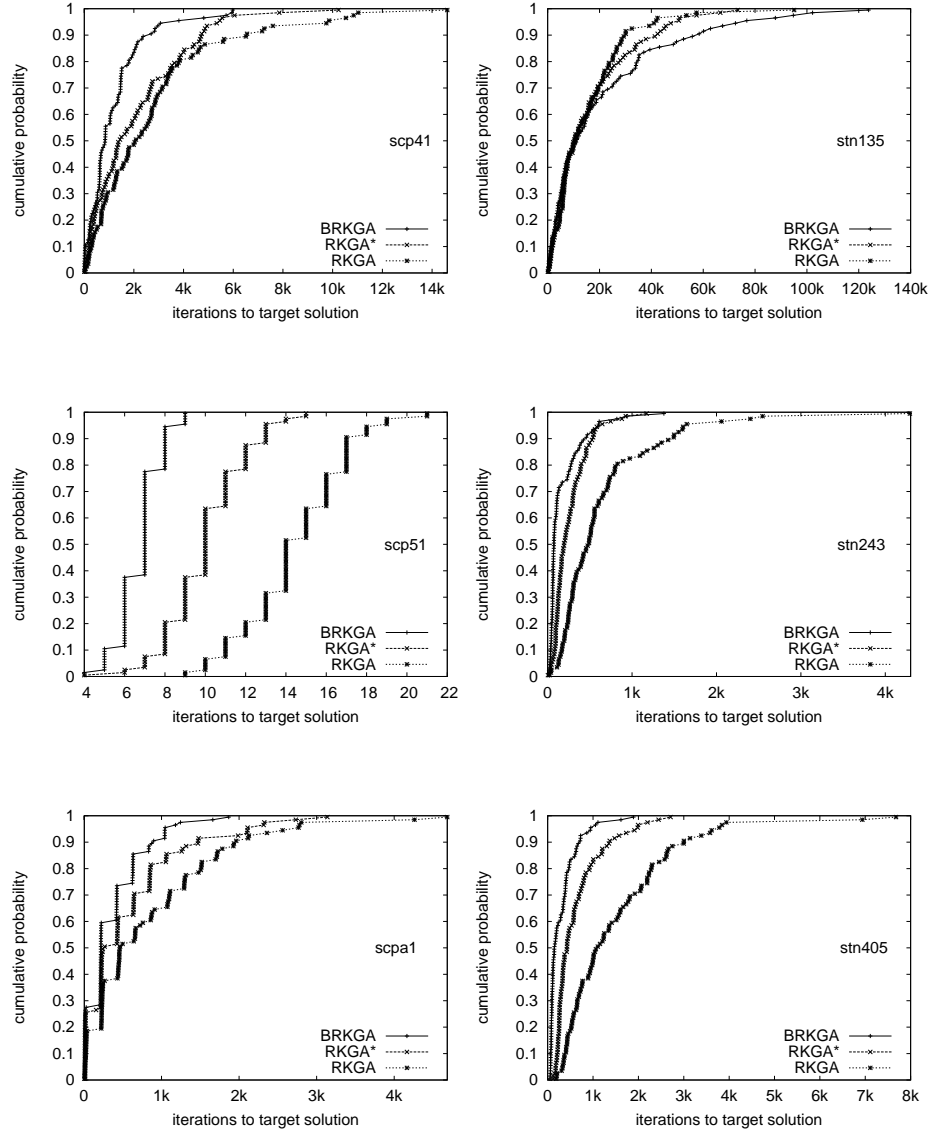 1
0.9
0.8
0.7
0.6
0.5
0.4
0.3
0.2
0.1
0
cumulative probability
scp41
BRKGA
RKGA*
RKGA
0 2k 4k 6k 8k 10k 12k 14k
iterations to target solution
1
0.9
0.8
0.7
0.6
0.5
0.4
0.3
0.2
0.1
0
cumulative probability
stn135
BRKGA
RKGA*
RKGA
0 20k 40k 60k 80k 100k 120k 140k
iterations to target solution
1
0.9
0.8
0.7
0.6
0.5
0.4
0.3
0.2
0.1
0
cumulative probability
scp51
BRKGA
RKGA*
RKGA
4 6 8 10 12 14 16 18 20 22
iterations to target solution
1
0.9
0.8
0.7
0.6
0.5
0.4
0.3
0.2
0.1
0
cumulative probability
stn243
BRKGA
RKGA*
RKGA
0 1k 2k 3k 4k
iterations to target solution
1
0.9
0.8
0.7
0.6
0.5
0.4
0.3
0.2
0.1
0
cumulative probability
scpa1
BRKGA
RKGA*
RKGA
0 1k 2k 3k 4k
iterations to target solution
1
0.9
0.8
0.7
0.6
0.5
0.4
0.3
0.2
0.1
0
cumulative probability
stn405
BRKGA
RKGA*
RKGA
0 1k 2k 3k 4k 5k 6k 7k 8k
iterations to target solution